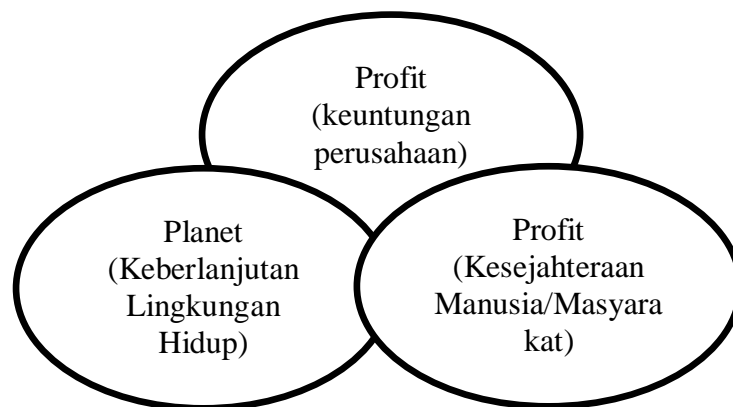 Profit
(keuntungan
perusahaan)
Planet
(Keberlanjutan
Lingkungan
Hidup)
Profit
(Kesejahteraan
Manusia/Masyara
kat)